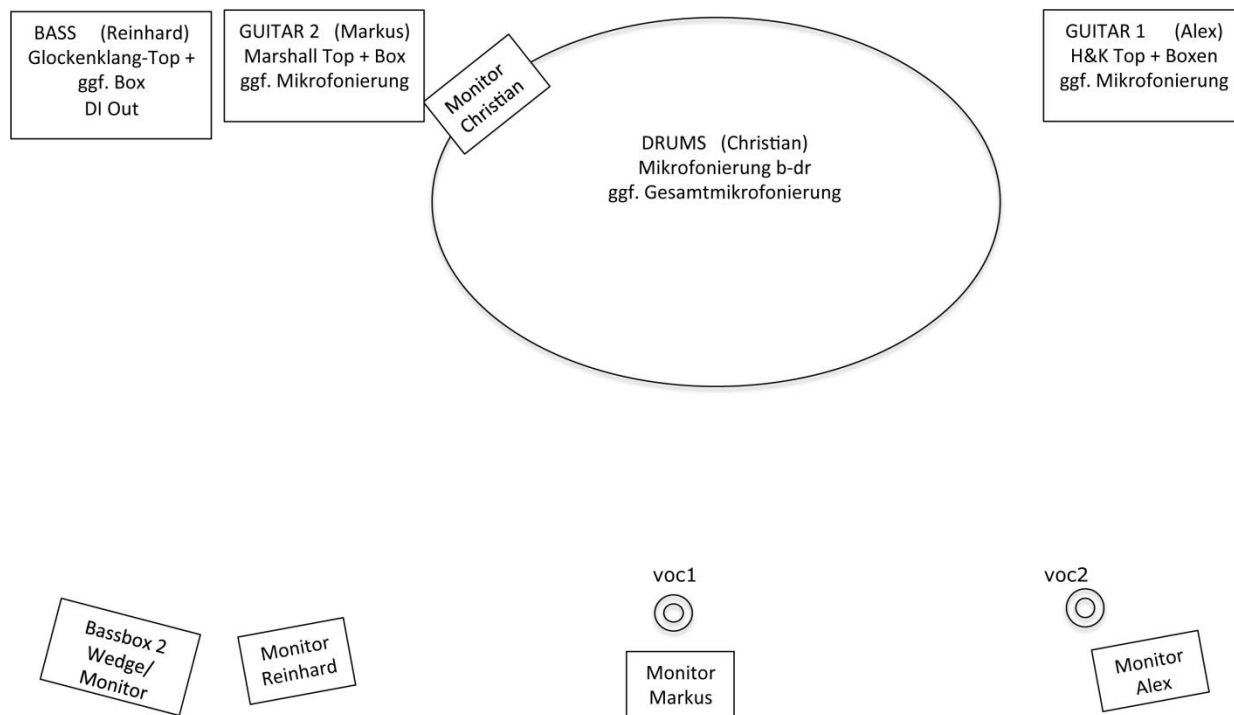 BASS (Reinhard)
Glockenklang-Top +
ggf. Box
DI Out
GUITAR 2 (Markus)
Marshall Top + Box
ggf. Mikrofonierung
Monitor
Christian
DRUMS (Christian)
Mikrofonierung b-dr
ggf. Gesamtmikrofonierung
GUITAR 1 (Alex)
H&K Top + Boxen
ggf. Mikrofonierung
Bassbox 2
Wedge/
Monitor
Monitor
Reinhard
voc1
Monitor
Markus
voc2
Monitor
Alex